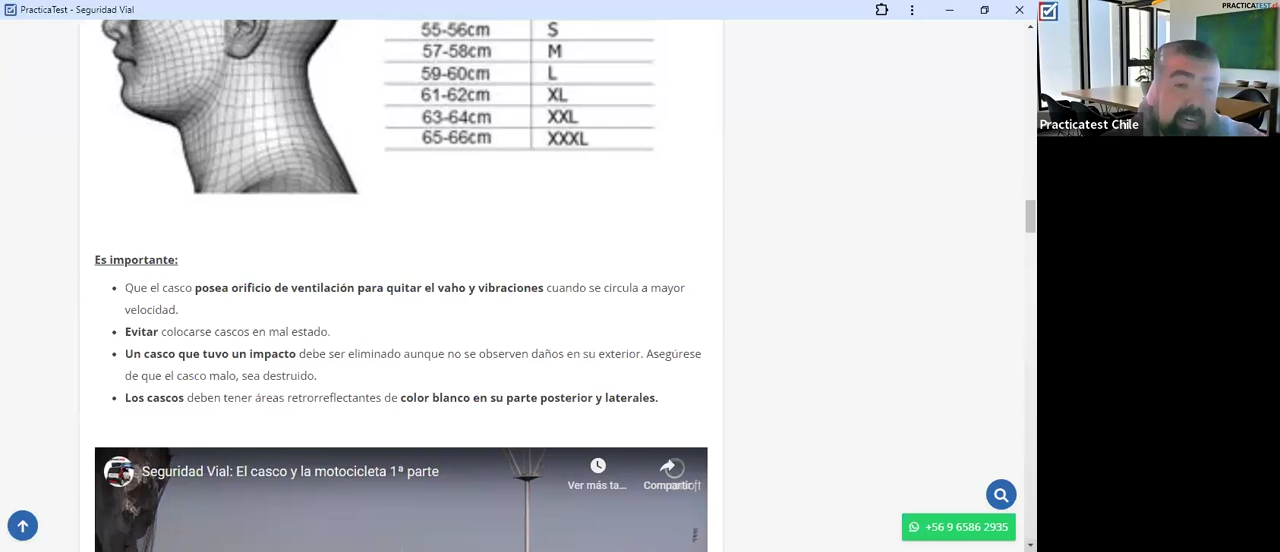 PracticaTest - Seguridad Vial
PRACTICATEST
Practicatest Chile
55-56cm S
57-58cm M
59-60cm L
61-62cm XL
63-64cm XXL
65-66cm XXXL
Es importante:
Que el casco posea orificio de ventilación para quitar el vaho y vibraciones cuando se circula a mayor
velocidad.
Evitar colocarse cascos en mal estado.
Un casco que tuvo un impacto debe ser eliminado aunque no se observen daños en su exterior. Asegúrese
de que el casco malo, sea destruido.
Los cascos deben tener áreas retrorreflectantes de color blanco en su parte posterior y laterales.
Seguridad Vial: El casco y la motocicleta 1ª parte
Ver más ta...
Compartir
+56 9 6586 2935